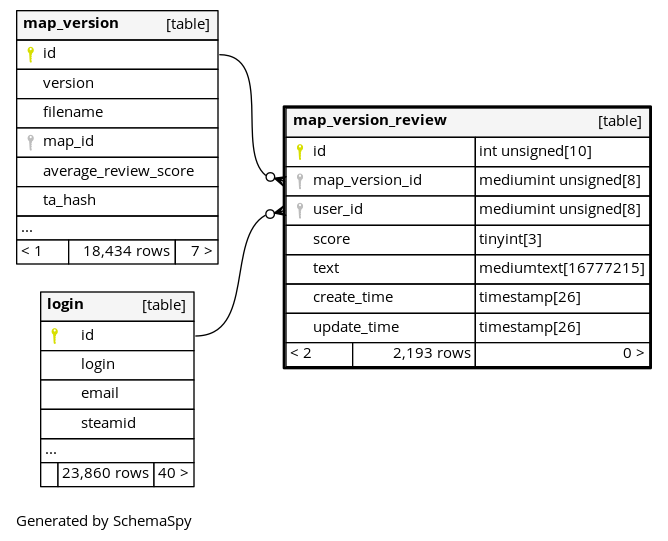 map_version [table]
id
version
filename
map_id
average_review_score
ta_hash
...
< 1 18,434 rows 7 >
map_version_review [table]
id int unsigned[10]
map_version_id mediumint unsigned[8]
user_id mediumint unsigned[8]
score tinyint[3]
text mediumtext[16777215]
create_time timestamp[26]
update_time timestamp[26]
< 2 2,193 rows 0 >
login [table]
id
login
email
steamid
...
23,860 rows 40 >
Generated by SchemaSpy